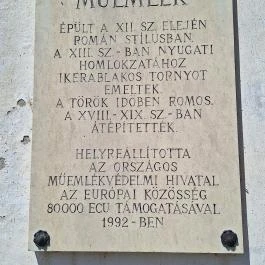 MŰEMLÉK
ÉPÜLT A XII. SZ. ELEJÉN
ROMÁN STÍLUSBAN.
A XIII. SZ-BAN NYUGATI
HOMLOKZATÁHOZ
IKERABLAKOS TORNYOT
EMELTEK.
A TÖRÖK IDŐBEN ROMOS.
A XVIII-XIX. SZ-BAN
ÁTÉPÍTETTÉK.
HELYREÁLLÍTOTTA
AZ ORSZÁGOS
MŰEMLÉKVÉDELMI HIVATAL
AZ EURÓPAI KÖZÖSSÉG
80000 ECU TÁMOGATÁSÁVAL
1992-BEN